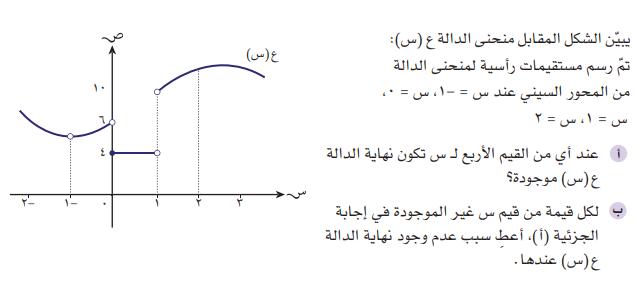 يبيّن الشكل المقابل منحنى الدالة ع(س):
تمّ رسم مستقيمات رأسية لمنحنى الدالة
من المحور السيني عند س = -١، س = ٠،
س = ١، س = ٢
أ عند أي من القيم الأربع لـ س تكون نهاية الدالة
ع(س) موجودة؟
ب لكل قيمة من قيم س غير الموجودة في إجابة
الجزئية (أ)، أعطِ سبب عدم وجود نهاية الدالة
ع(س) عندها.
ص
ع(س)
١٠
٦
٤
-٢ -١ ٠ ١ ٢ ٣ س